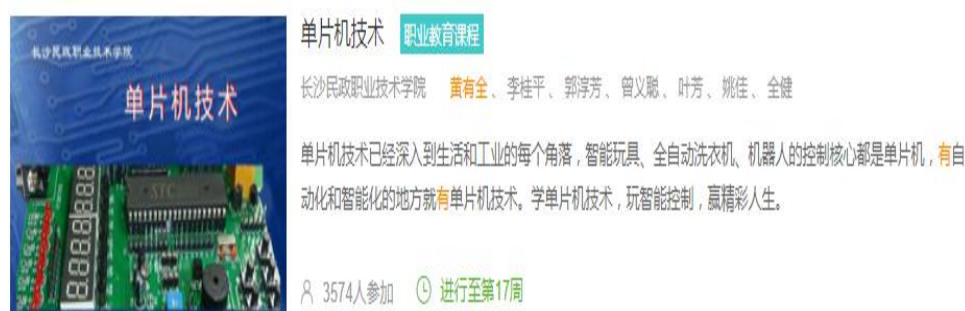 长沙民政职业技术学院
单片机技术
STC
单片机技术 职业教育课程
长沙民政职业技术学院 黄有全、李桂平、郭淳芳、曾义聪、叶芳、姚佳、全健
单片机技术已经深入到生活和工业的每个角落，智能玩具、全自动洗衣机、机器人的控制核心都是单片机，有自
动化和智能化的地方就有单片机技术。学单片机技术，玩智能控制，赢精彩人生。
3574人参加 进行至第17周